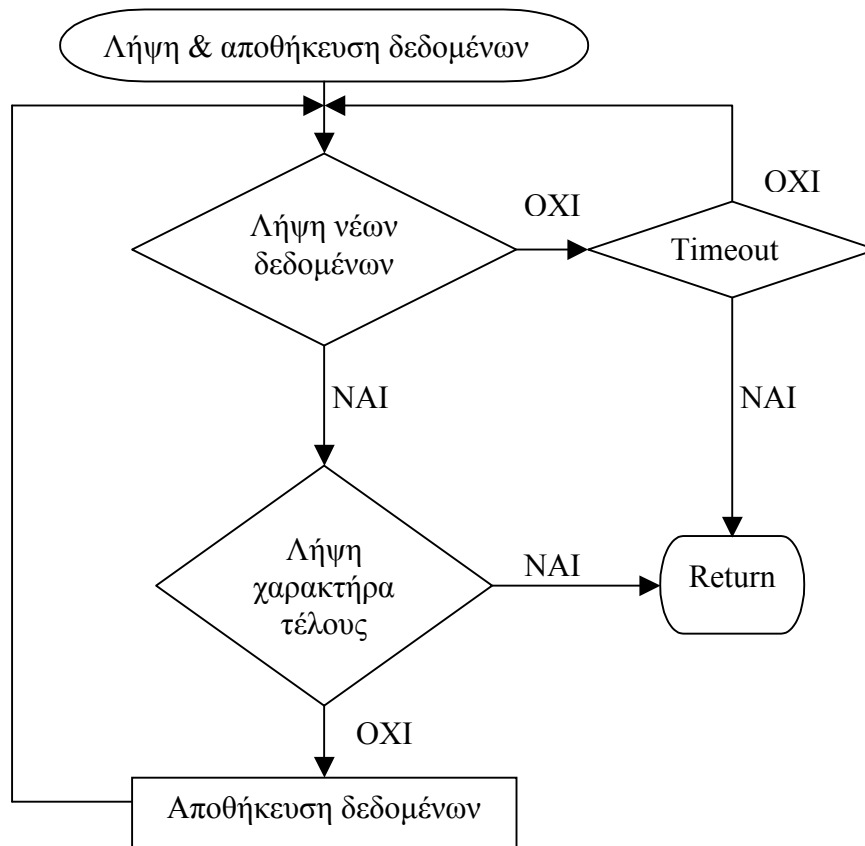 Λήψη & αποθήκευση δεδομένων
Λήψη νέων
δεδομένων
ΟΧΙ
Timeout
ΟΧΙ
ΝΑΙ
ΝΑΙ
Λήψη
χαρακτήρα
τέλους
ΝΑΙ
Return
ΟΧΙ
Αποθήκευση δεδομένων